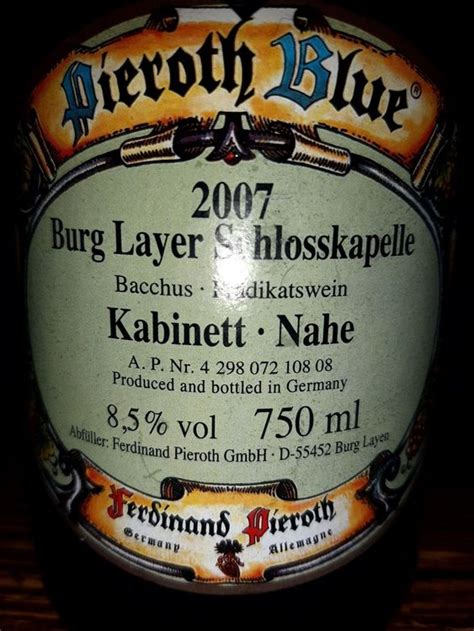 Pieroth Blue®
2007
Burg Layer Schlosskapelle
Bacchus · Prädikatswein
Kabinett · Nahe
A. P. Nr. 4 298 072 108 08
Produced and bottled in Germany
8,5% vol 750 ml
Abfüller: Ferdinand Pieroth GmbH · D-55452 Burg Layen
Ferdinand Pieroth
Germany Allemagne